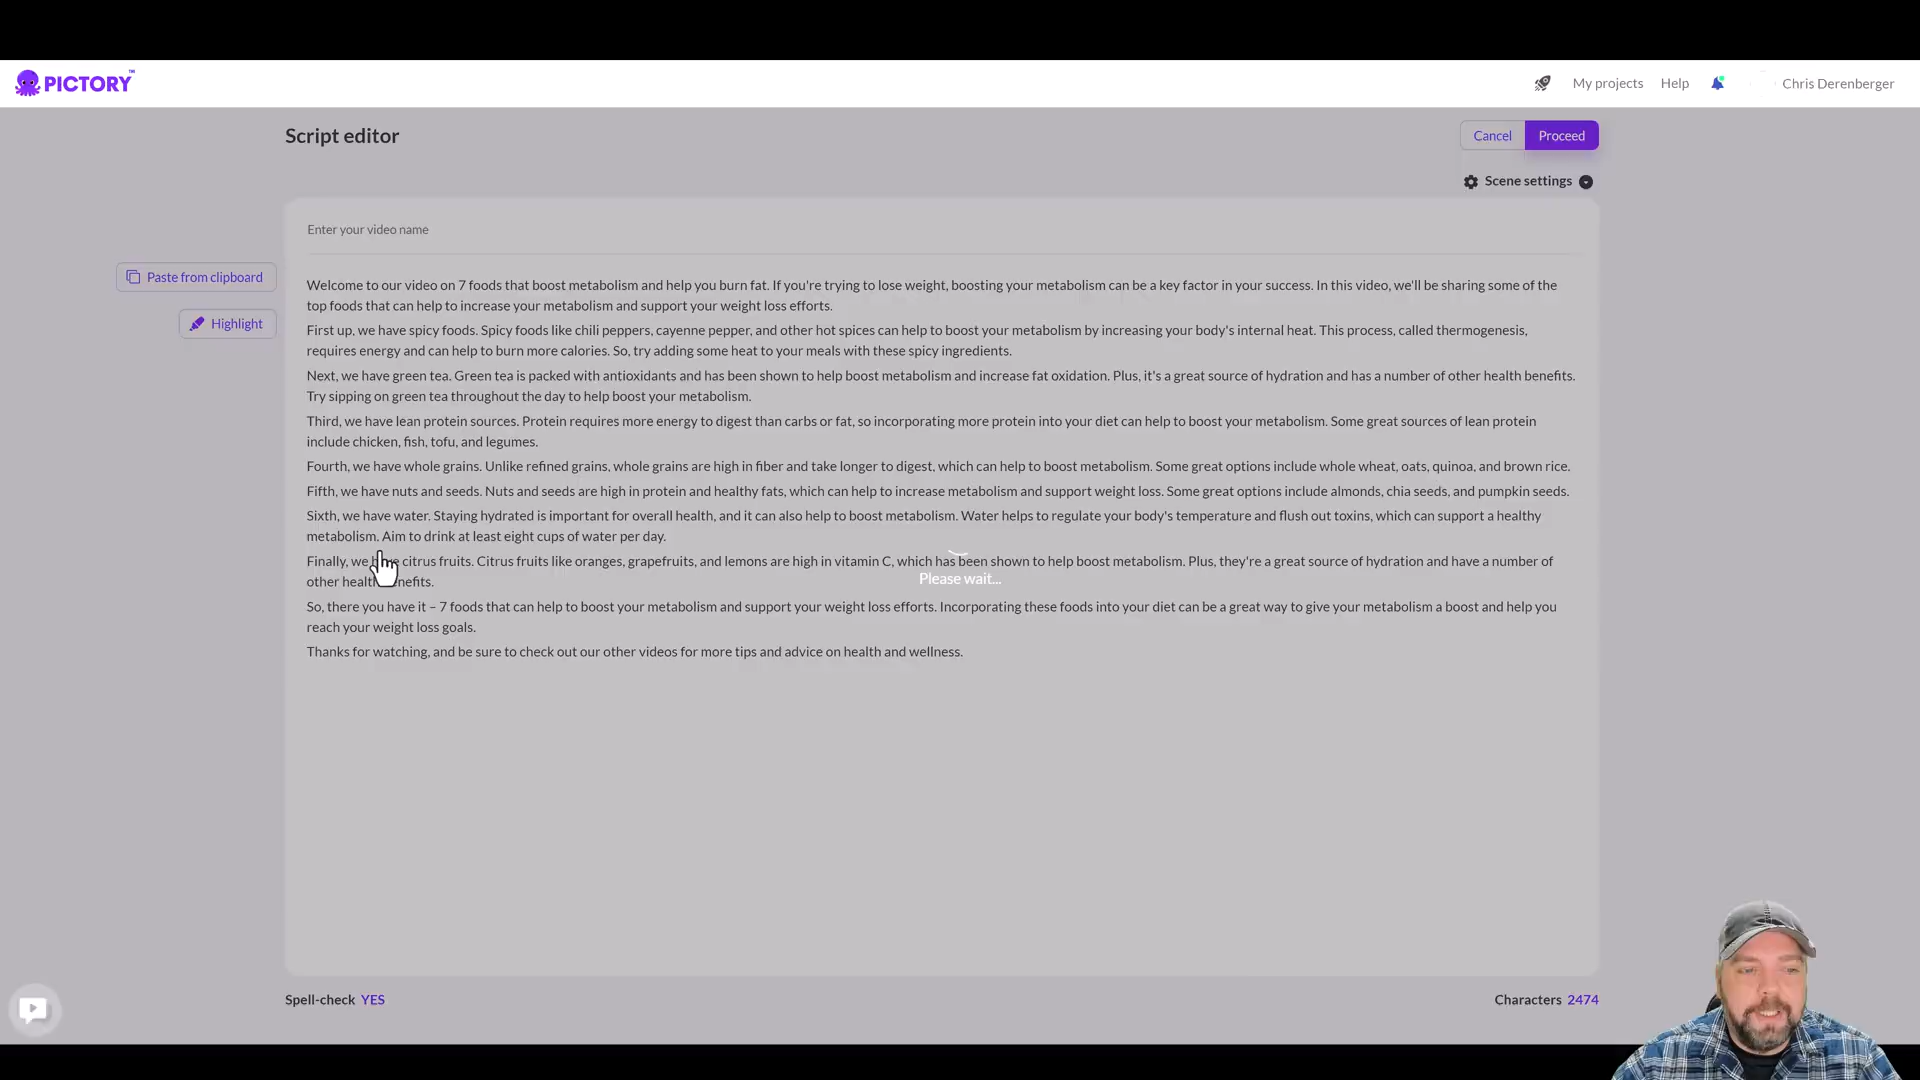 PICTORY™
My projects
Help
Chris Derenberger
Script editor
Cancel
Proceed
Scene settings
Enter your video name
Paste from clipboard
Highlight
Welcome to our video on 7 foods that boost metabolism and help you burn fat. If you're trying to lose weight, boosting your metabolism can be a key factor in your success. In this video, we'll be sharing some of the
top foods that can help to increase your metabolism and support your weight loss efforts.
First up, we have spicy foods. Spicy foods like chili peppers, cayenne pepper, and other hot spices can help to boost your metabolism by increasing your body's internal heat. This process, called thermogenesis,
requires energy and can help to burn more calories. So, try adding some heat to your meals with these spicy ingredients.
Next, we have green tea. Green tea is packed with antioxidants and has been shown to help boost metabolism and increase fat oxidation. Plus, it's a great source of hydration and has a number of other health benefits.
Try sipping on green tea throughout the day to help boost your metabolism.
Third, we have lean protein sources. Protein requires more energy to digest than carbs or fat, so incorporating more protein into your diet can help to boost your metabolism. Some great sources of lean protein
include chicken, fish, tofu, and legumes.
Fourth, we have whole grains. Unlike refined grains, whole grains are high in fiber and take longer to digest, which can help to boost metabolism. Some great options include whole wheat, oats, quinoa, and brown rice.
Fifth, we have nuts and seeds. Nuts and seeds are high in protein and healthy fats, which can help to increase metabolism and support weight loss. Some great options include almonds, chia seeds, and pumpkin seeds.
Sixth, we have water. Staying hydrated is important for overall health, and it can also help to boost metabolism. Water helps to regulate your body's temperature and flush out toxins, which can support a healthy
metabolism. Aim to drink at least eight cups of water per day.
Finally, we have citrus fruits. Citrus fruits like oranges, grapefruits, and lemons are high in vitamin C, which has been shown to help boost metabolism. Plus, they're a great source of hydration and have a number of
other health benefits.
Please wait...
So, there you have it – 7 foods that can help to boost your metabolism and support your weight loss efforts. Incorporating these foods into your diet can be a great way to give your metabolism a boost and help you
reach your weight loss goals.
Thanks for watching, and be sure to check out our other videos for more tips and advice on health and wellness.
Spell-check YES
Characters 2474